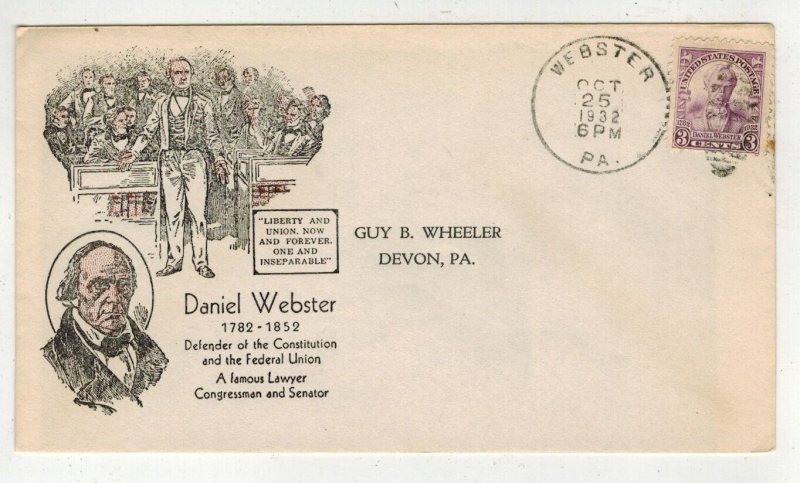 "LIBERTY AND
UNION, NOW
AND FOREVER,
ONE AND
INSEPARABLE"
Daniel Webster
1782 - 1852
Defender of the Constitution
and the Federal Union
A famous Lawyer
Congressman and Senator
GUY B. WHEELER
DEVON, PA.
WEBSTER
OCT
25
1932
6 PM
PA.
UNITED STATES POSTAGE
1782 1932
DANIEL WEBSTER
3 CENTS 3